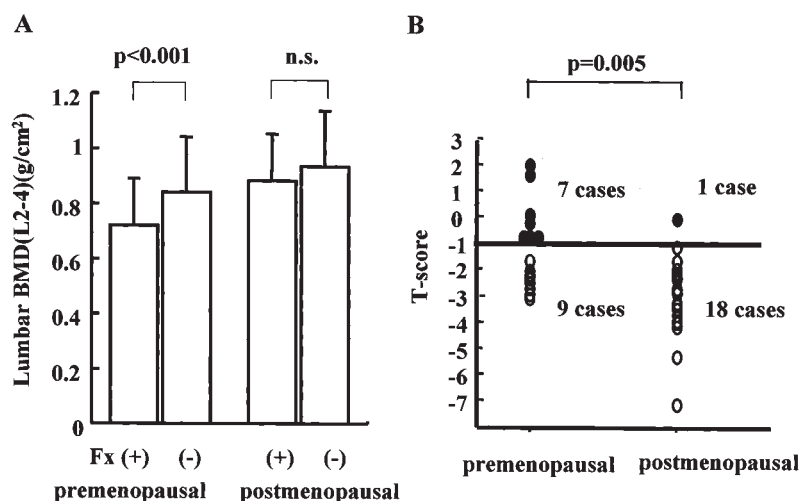 A
p<0.001
n.s.
Lumbar BMD(L2-4)(g/cm²)
1.2
1
0.8
0.6
0.4
0.2
0
Fx (+) (-) (+) (-)
premenopausal postmenopausal
B
p=0.005
T-score
3
2
1
0
-1
-2
-3
-4
-5
-6
-7
7 cases 1 case
9 cases 18 cases
premenopausal postmenopausal